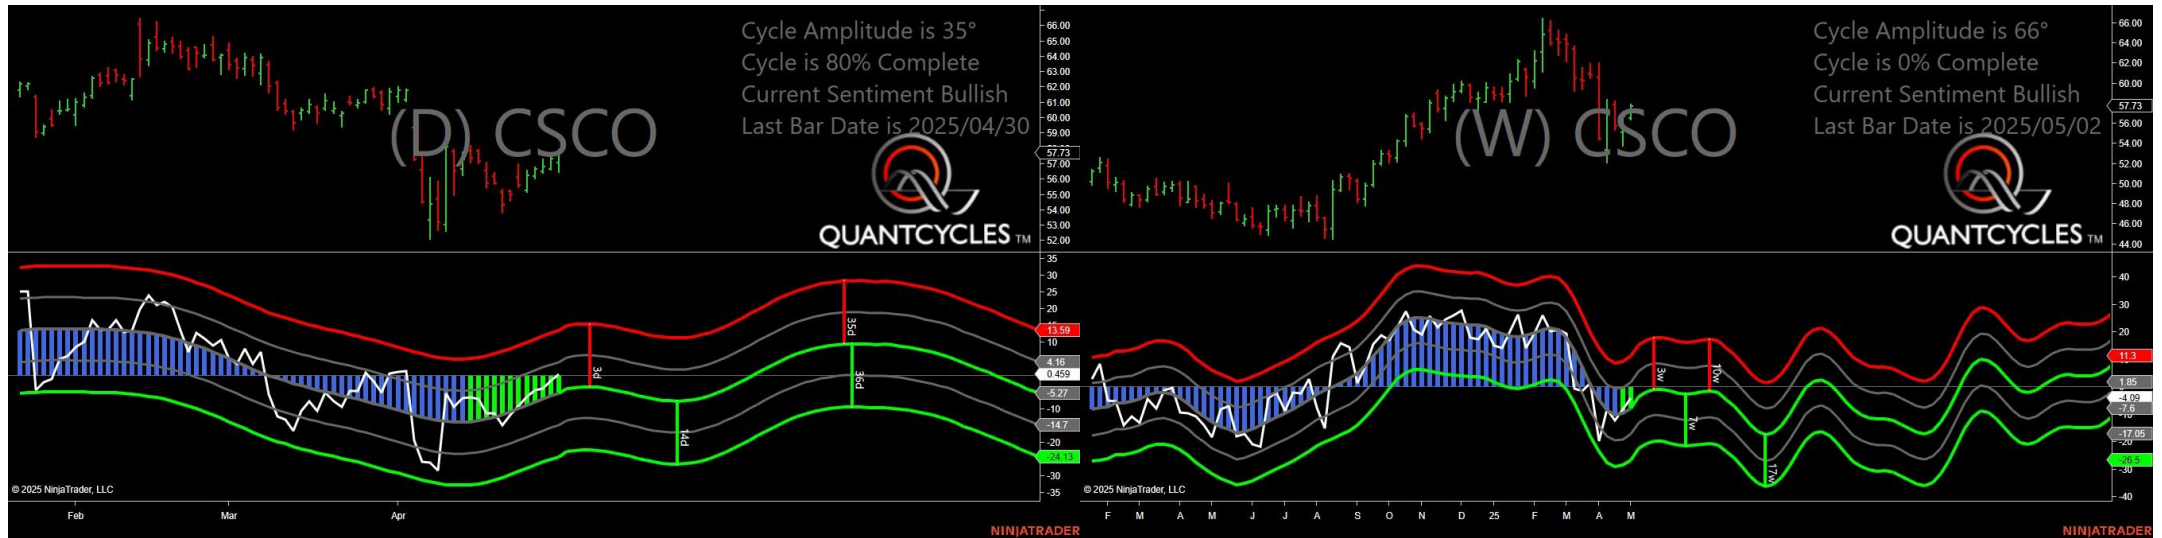 Cycle Amplitude is 35°
Cycle is 80% Complete
Current Sentiment Bullish
Last Bar Date is 2025/04/30
(D) CSCO
QUANTCYCLES TM
66.00
65.00
64.00
63.00
62.00
61.00
60.00
59.00
57.73
57.00
56.00
55.00
54.00
53.00
52.00
35
30
25
20
13.59
10
4.16
0.459
-5.27
-10
-14.7
-20
-24.13
-30
-35
3d
14d
35d
36d
© 2025 NinjaTrader, LLC
Feb Mar Apr
NINJATRADER
Cycle Amplitude is 66°
Cycle is 0% Complete
Current Sentiment Bullish
Last Bar Date is 2025/05/02
(W) CSCO
QUANTCYCLES TM
66.00
64.00
62.00
60.00
57.73
56.00
54.00
52.00
50.00
48.00
46.00
44.00
40
30
20
11.3
1.85
-4.09
-7.6
-17.05
-26.5
-30
-40
3w
7w
10w
17w
© 2025 NinjaTrader, LLC
F M A M J J A S O N D 25 F M A M
NINJATRADER